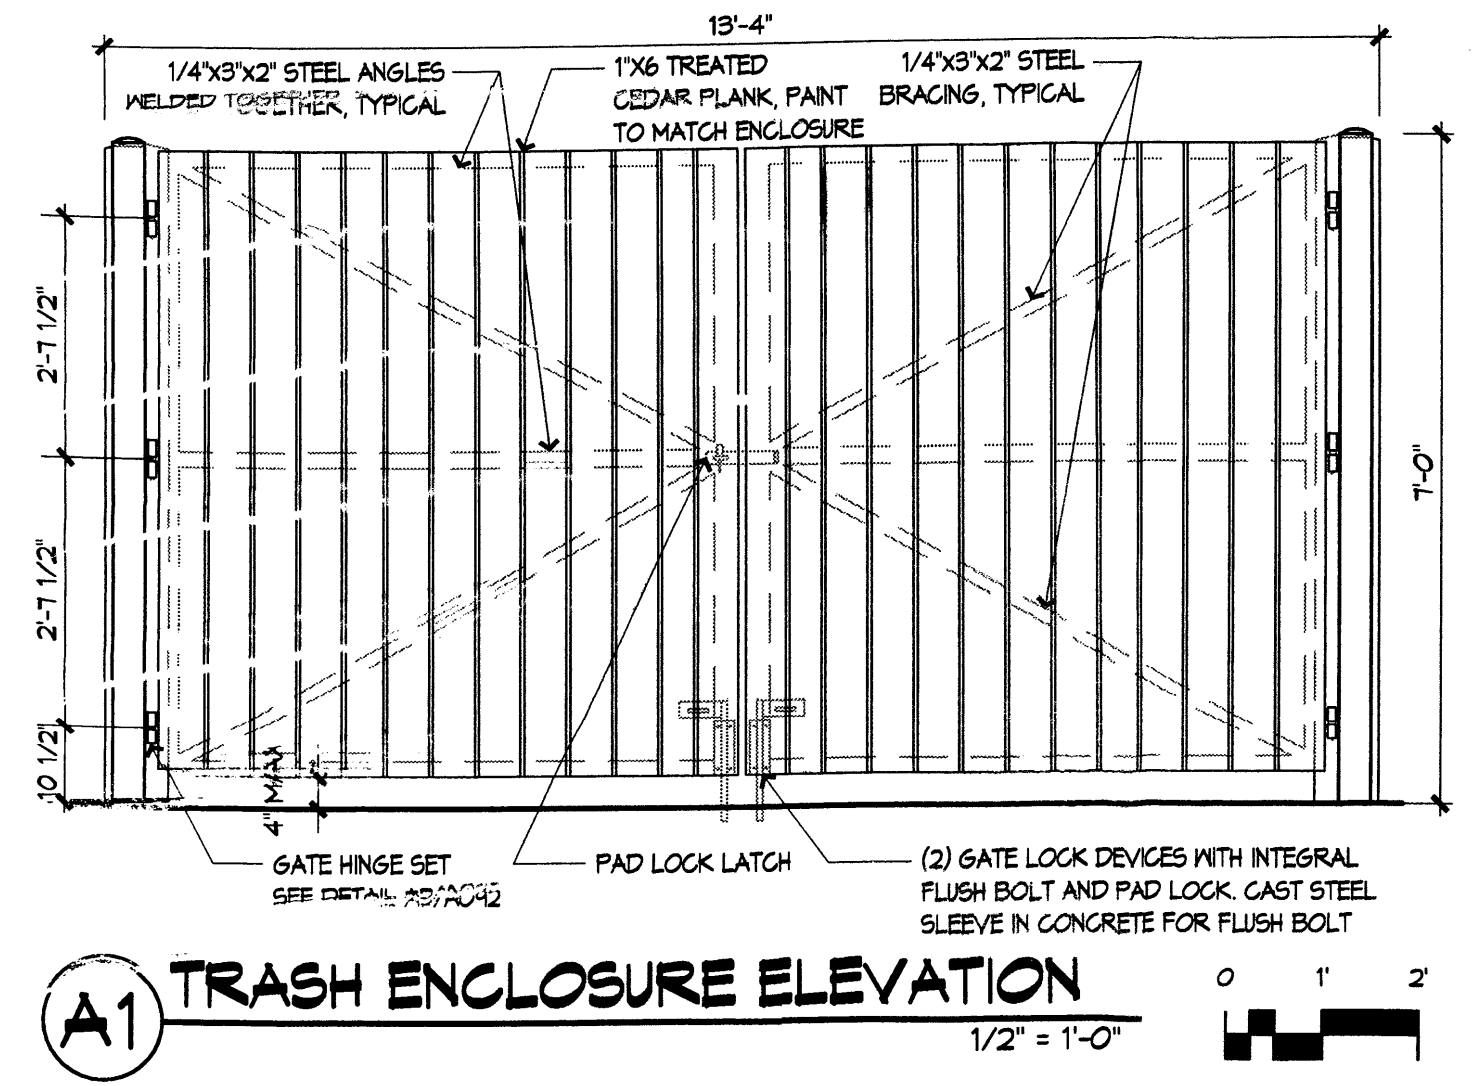 13'-4"
1/4"x3"x2" STEEL ANGLES
WELDED TOGETHER, TYPICAL
1"X6 TREATED
CEDAR PLANK, PAINT
TO MATCH ENCLOSURE
1/4"x3"x2" STEEL
BRACING, TYPICAL
2'-7 1/2"
2'-7 1/2"
10 1/2"
7'-0"
4" MAX
GATE HINGE SET
SEE DETAIL
PAD LOCK LATCH
(2) GATE LOCK DEVICES WITH INTEGRAL
FLUSH BOLT AND PAD LOCK. CAST STEEL
SLEEVE IN CONCRETE FOR FLUSH BOLT
A1
TRASH ENCLOSURE ELEVATION
1/2" = 1'-0"
0 1' 2'